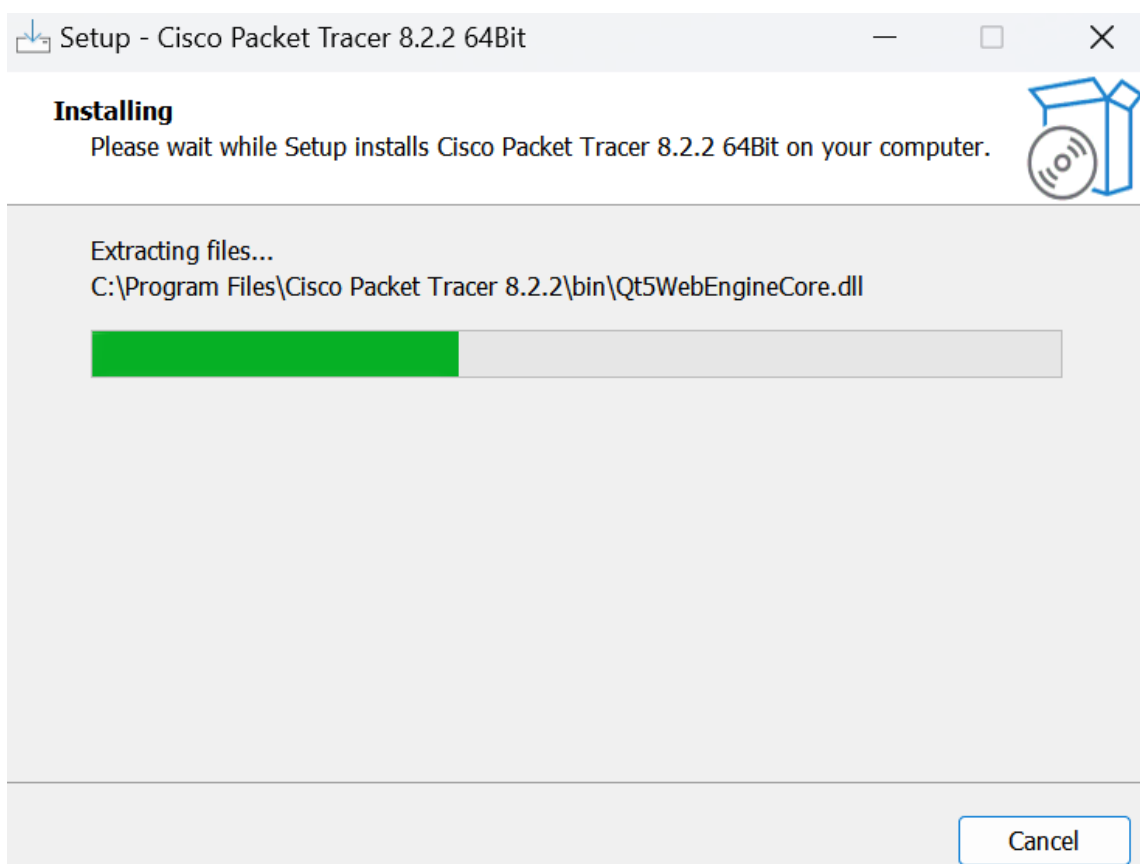 Setup - Cisco Packet Tracer 8.2.2 64Bit
Installing
Please wait while Setup installs Cisco Packet Tracer 8.2.2 64Bit on your computer.
Extracting files...
C:\Program Files\Cisco Packet Tracer 8.2.2\bin\Qt5WebEngineCore.dll
Cancel